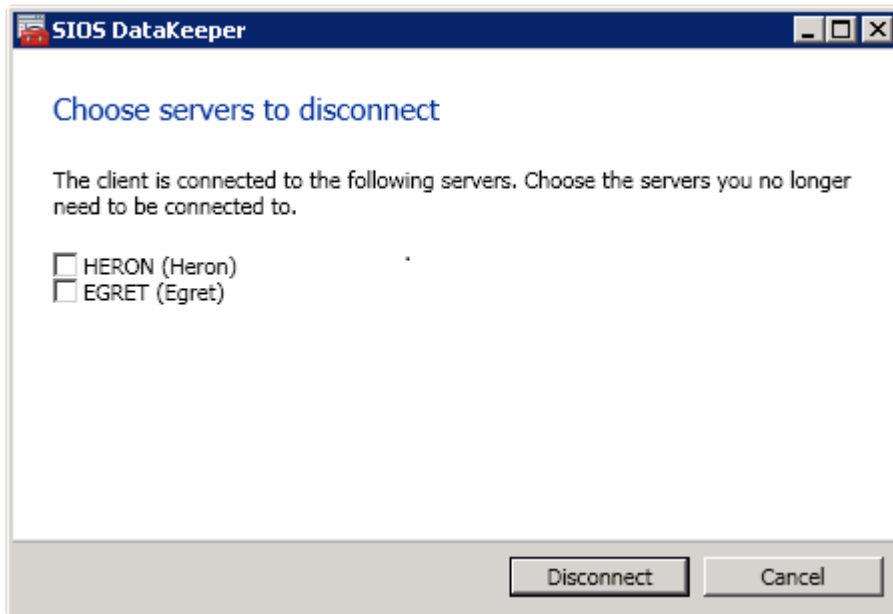 SIOS DataKeeper
Choose servers to disconnect
The client is connected to the following servers. Choose the servers you no longer
need to be connected to.
HERON (Heron)
EGRET (Egret)
Disconnect
Cancel